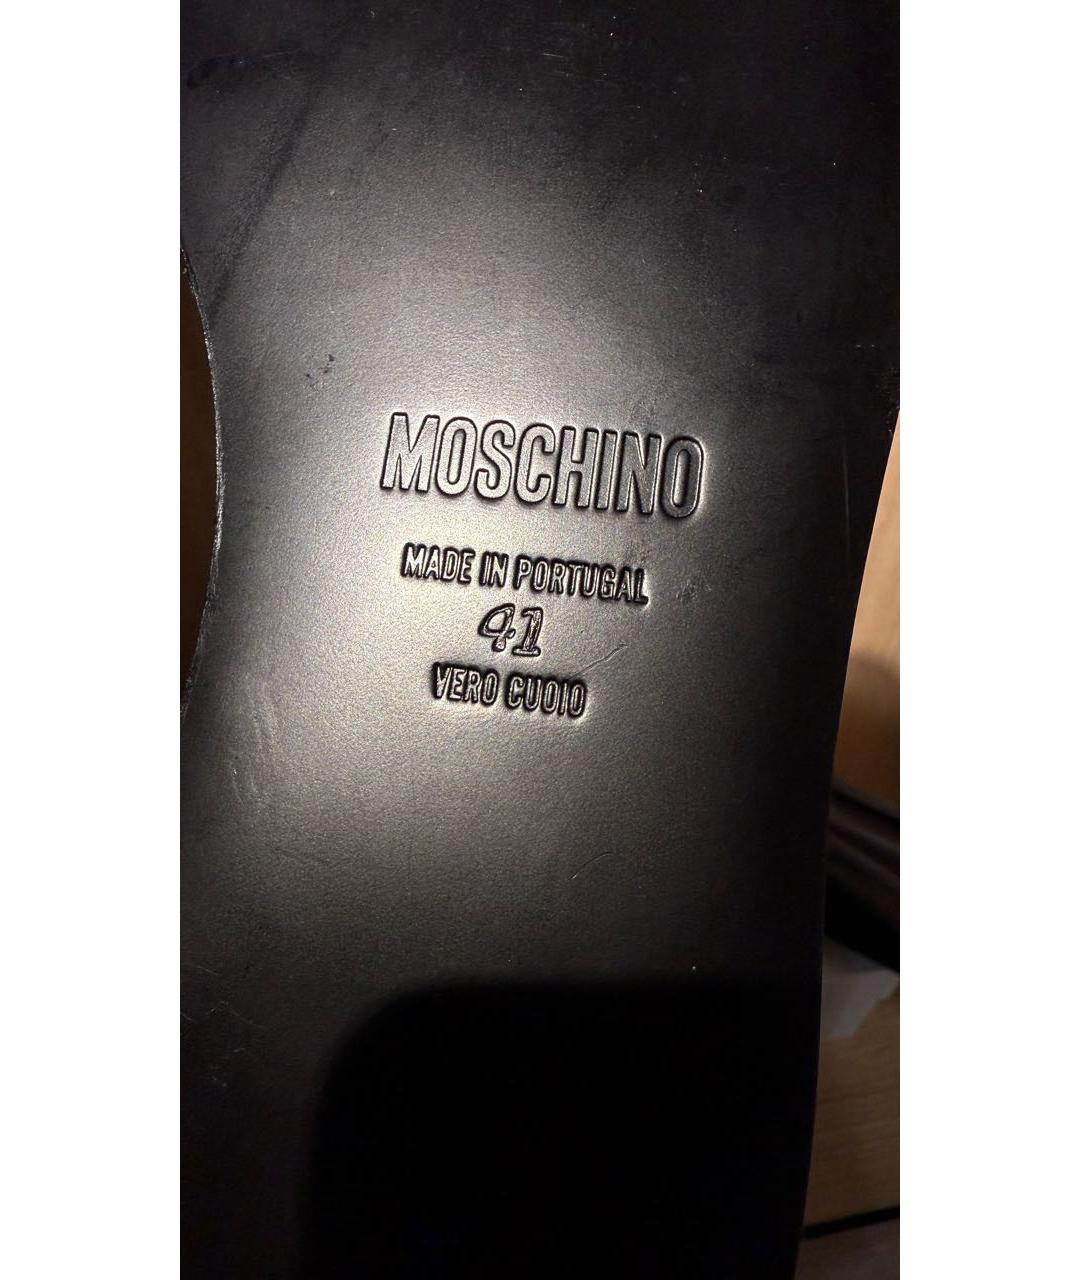 MOSCHINO
MADE IN PORTUGAL
41
VERO CUOIO